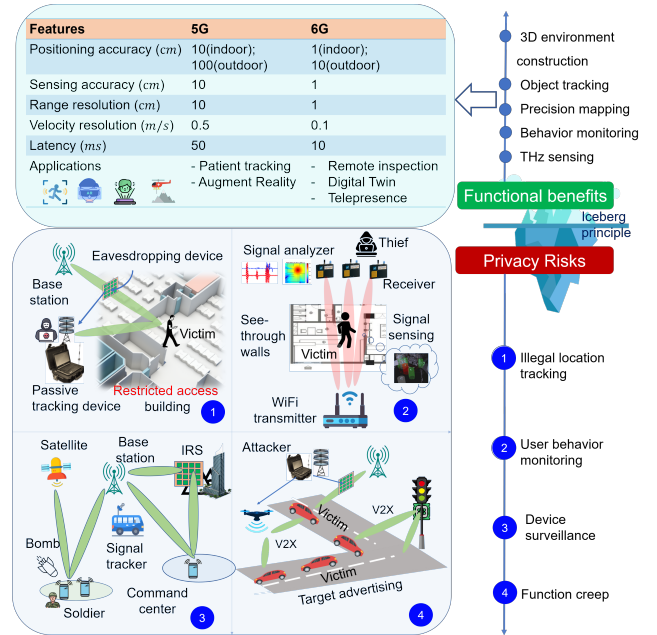 Features 5G 6G
Positioning accuracy (cm) 10(indoor); 1(indoor);
100(outdoor) 10(outdoor)
Sensing accuracy (cm) 10 1
Range resolution (cm) 10 1
Velocity resolution (m/s) 0.5 0.1
Latency (ms) 50 10
Applications - Patient tracking - Remote inspection
- Augment Reality - Digital Twin
- Telepresence
3D environment
construction
Object tracking
Precision mapping
Behavior monitoring
THz sensing
Functional benefits
Iceberg
principle
Privacy Risks
1 Illegal location
tracking
2 User behavior
monitoring
3 Device
surveillance
4 Function creep
Eavesdropping device
Base
station
Victim
Passive
tracking device
Restricted access
building
1
Thief
Signal analyzer
Receiver
See-
through
walls
Signal
sensing
Victim
WiFi
transmitter
2
Satellite
Base
station
IRS
Bomb
Signal
tracker
Soldier
Command
center
3
Attacker
V2X
V2X
Victim
Victim
Target advertising
4